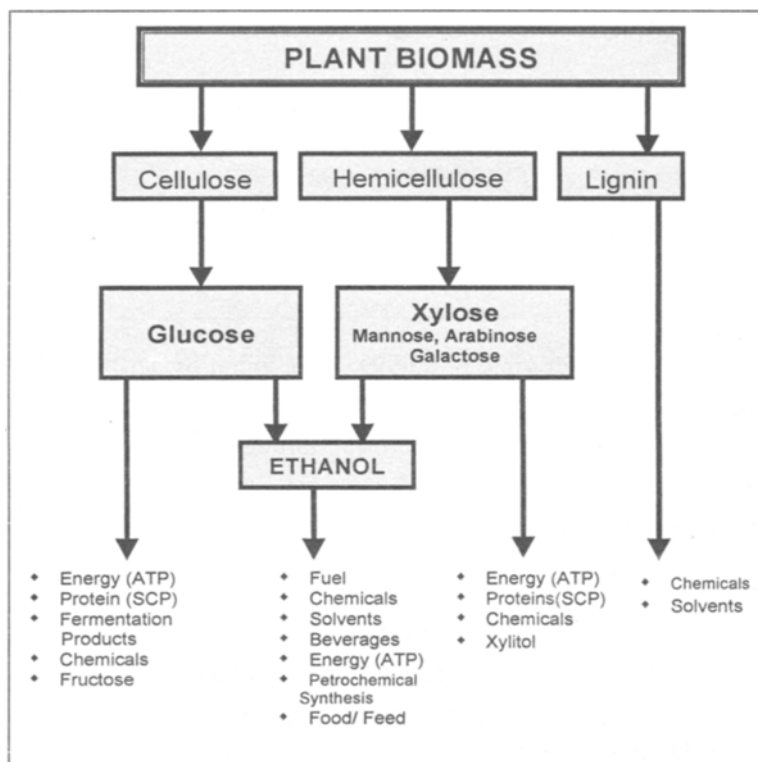 PLANT BIOMASS
Cellulose
Hemicellulose
Lignin
Glucose
Xylose
Mannose, Arabinose
Galactose
ETHANOL
Energy (ATP)
Protein (SCP)
Fermentation
Products
Chemicals
Fructose
Fuel
Chemicals
Solvents
Beverages
Energy (ATP)
Petrochemical
Synthesis
Food/ Feed
Energy (ATP)
Proteins(SCP)
Chemicals
Xylitol
Chemicals
Solvents